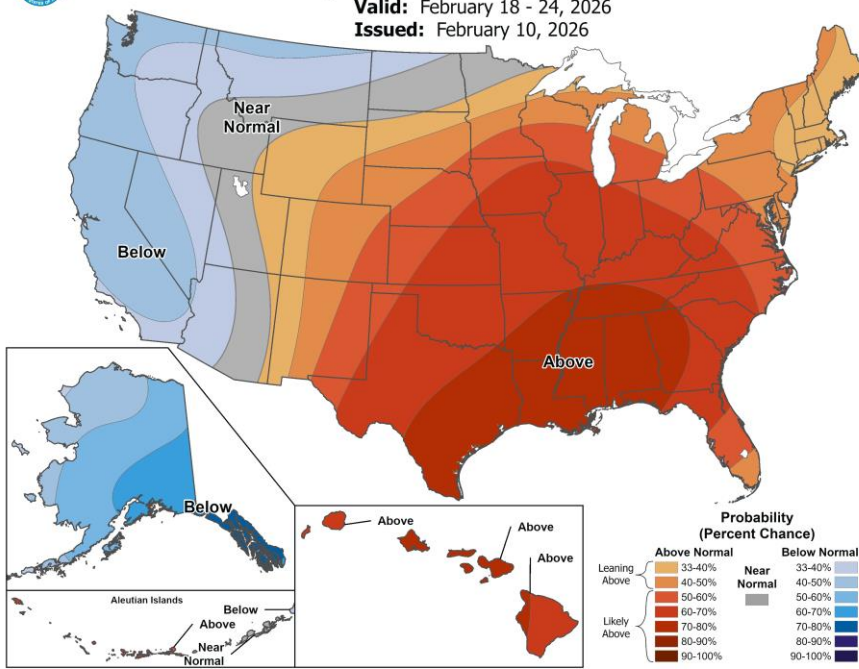 Valid: February 18 - 24, 2026
Issued: February 10, 2026
Near
Normal
Below
Above
Below
Above
Above
Above
Aleutian Islands
Below
Above
Near
Normal
Probability
(Percent Chance)
Above Normal
Below Normal
Leaning
Above
Likely
Above
33-40%
40-50%
50-60%
60-70%
70-80%
80-90%
90-100%
Near
Normal
33-40%
40-50%
50-60%
60-70%
70-80%
80-90%
90-100%